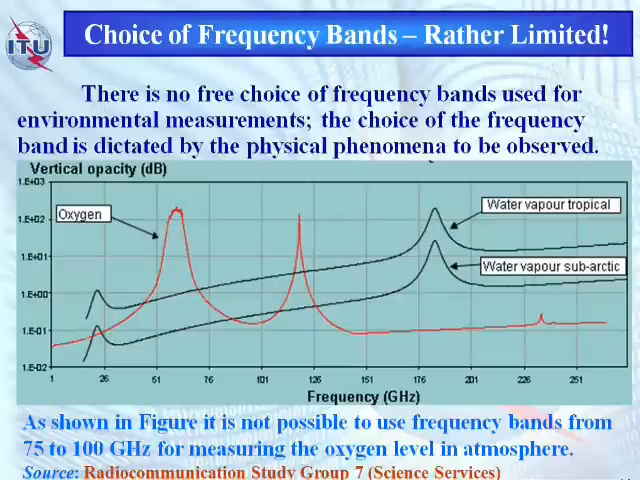 ITU
Choice of Frequency Bands – Rather Limited!
There is no free choice of frequency bands used for
environmental measurements; the choice of the frequency
band is dictated by the physical phenomena to be observed.
Vertical opacity (dB)
1.E+03
1.E+02
1.E+01
1.E+00
1.E-01
1.E-02
Oxygen
Water vapour tropical
Water vapour sub-arctic
1 26 51 76 101 126 151 176 201 226 251
Frequency (GHz)
As shown in Figure it is not possible to use frequency bands from
75 to 100 GHz for measuring the oxygen level in atmosphere.
Source: Radiocommunication Study Group 7 (Science Services)